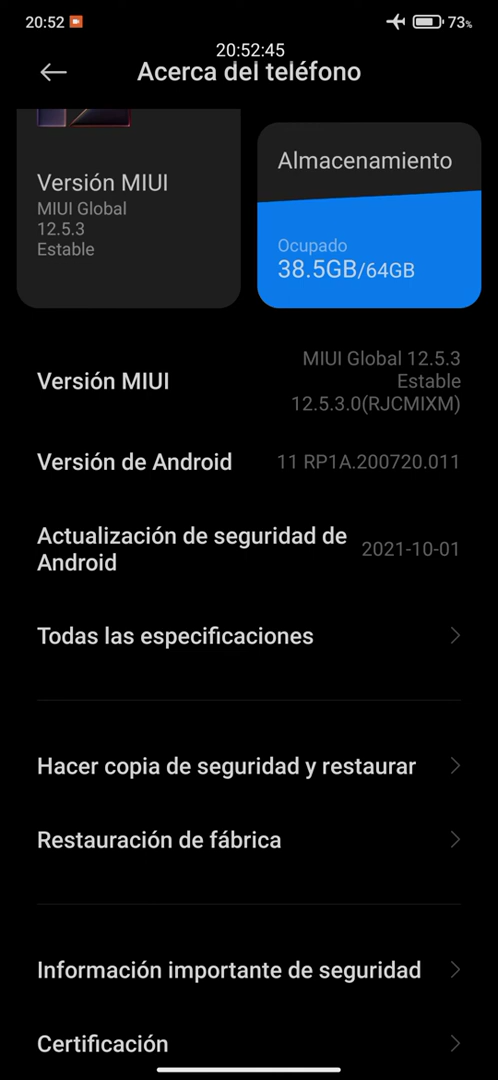 20:52
73%
20:52:45
Acerca del teléfono
Versión MIUI
MIUI Global
12.5.3
Estable
Almacenamiento
Ocupado
38.5GB/64GB
Versión MIUI
MIUI Global 12.5.3
Estable
12.5.3.0(RJCMIXM)
Versión de Android
11 RP1A.200720.011
Actualización de seguridad de
Android
2021-10-01
Todas las especificaciones
Hacer copia de seguridad y restaurar
Restauración de fábrica
Información importante de seguridad
Certificación